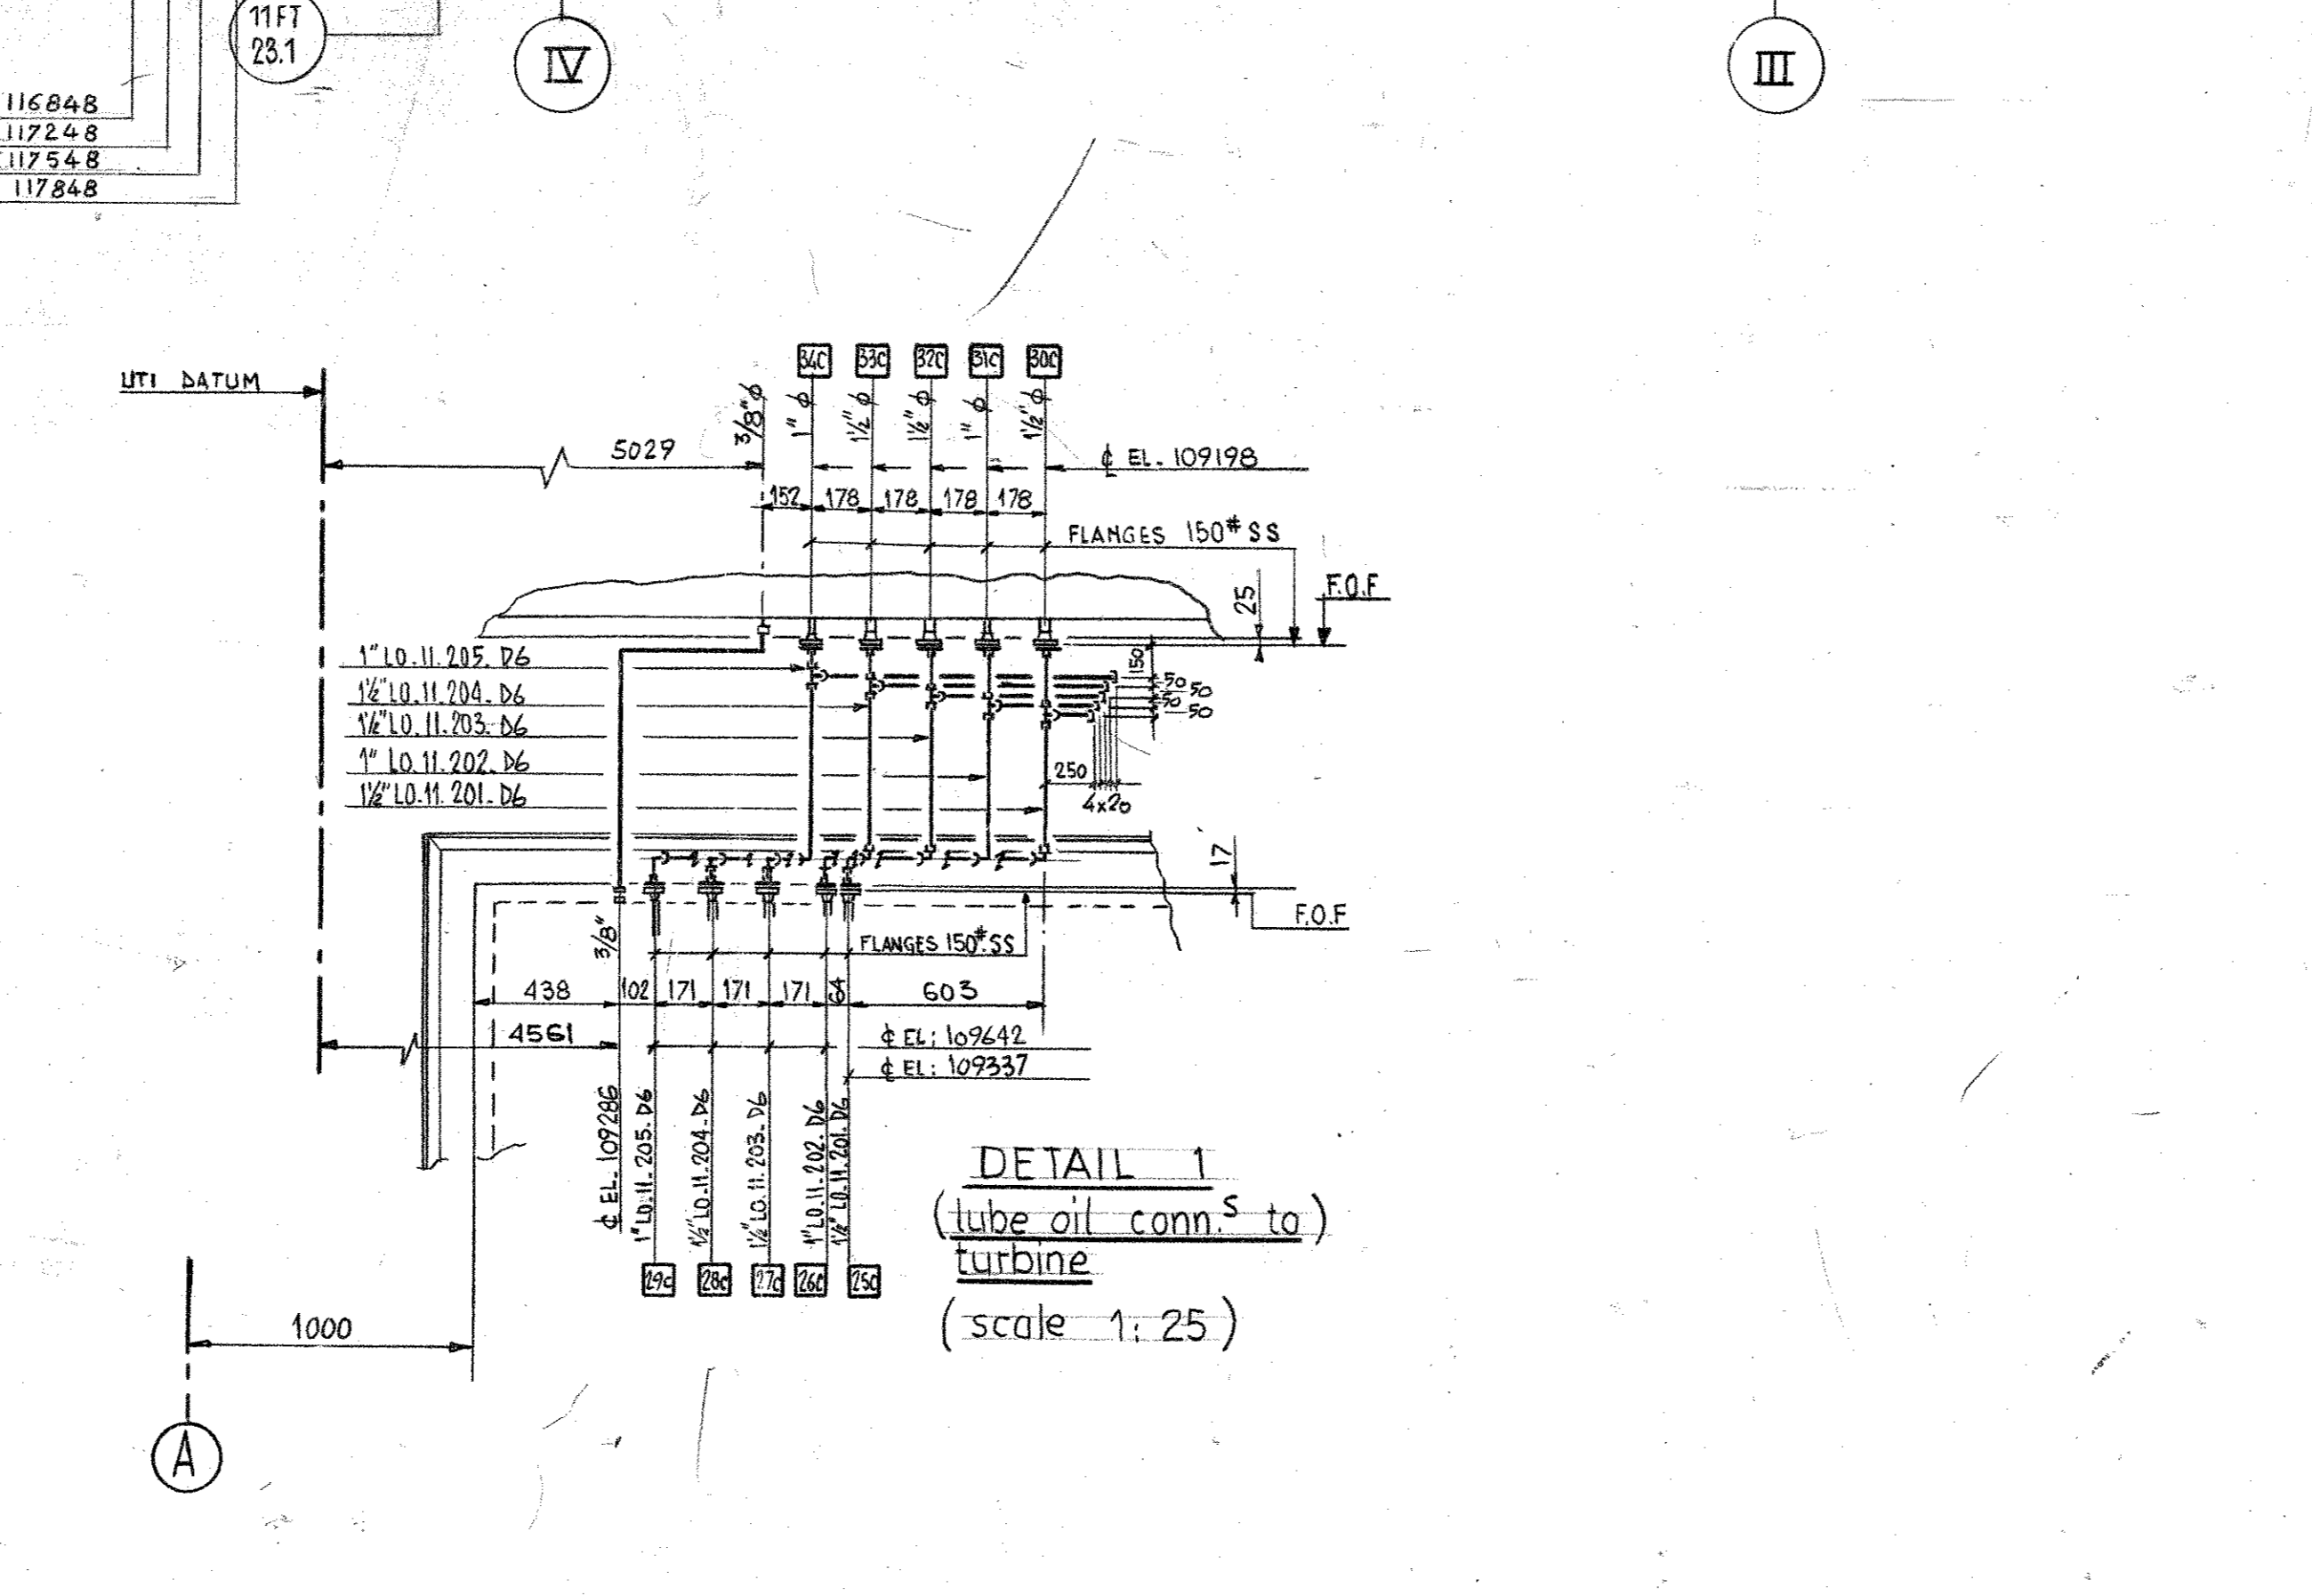 11FT
23.1
IV
III
116848
117248
117548
117848
34C 33C 32C 31C 30C
UTI DATUM
3/8"ϕ 1" ϕ 1½" ϕ 1½" ϕ 1" ϕ 1½" ϕ
5029
℄ EL. 109198
152 178 178 178 178
FLANGES 150# SS
25
F.O.F
1" LO.11.205.D6
1½" LO.11.204.D6
1½" LO.11.203.D6
1" LO.11.202.D6
1½" LO.11.201.D6
150
50 50
50 50
250
4x20
17
F.O.F
3/8"
FLANGES 150#.SS
438 102 171 171 171 64 603
4561
℄ EL: 109642
℄ EL: 109337
℄ EL. 109286
1" LO.11.205.D6
1½" LO.11.204.D6
1½" LO.11.203.D6
1" LO.11.202.D6
1½" LO.11.201.D6
29C 28C 27C 26C 25C
DETAIL 1
(lube oil conn.s to)
turbine
(scale 1:25)
1000
A